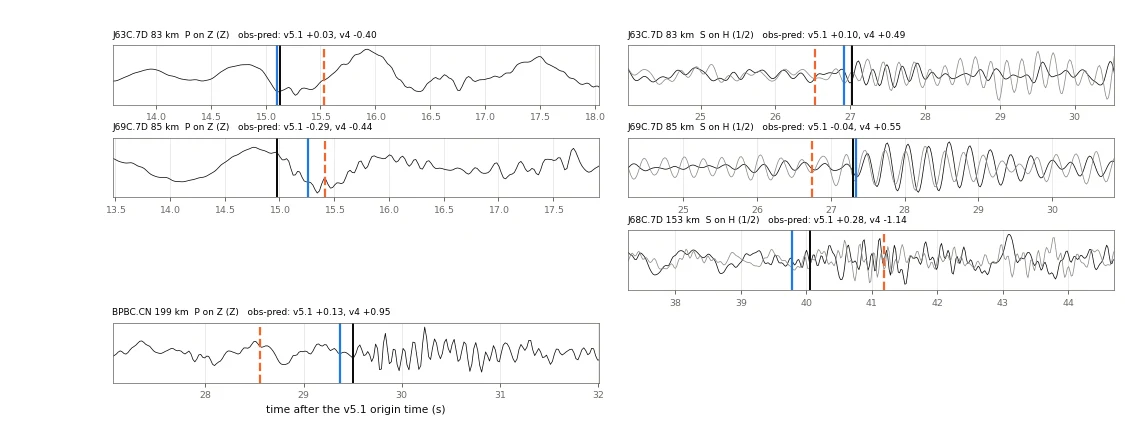 J63C.7D 83 km  P on Z (Z)   obs-pred: v5.1 +0.03, v4 -0.40
14.0 14.5 15.0 15.5 16.0 16.5 17.0 17.5 18.0
J63C.7D 83 km  S on H (1/2)   obs-pred: v5.1 +0.10, v4 +0.49
25 26 27 28 29 30
J69C.7D 85 km  P on Z (Z)   obs-pred: v5.1 -0.29, v4 -0.44
13.5 14.0 14.5 15.0 15.5 16.0 16.5 17.0 17.5
J69C.7D 85 km  S on H (1/2)   obs-pred: v5.1 -0.04, v4 +0.55
25 26 27 28 29 30
J68C.7D 153 km  S on H (1/2)   obs-pred: v5.1 +0.28, v4 -1.14
38 39 40 41 42 43 44
BPBC.CN 199 km  P on Z (Z)   obs-pred: v5.1 +0.13, v4 +0.95
28 29 30 31 32
time after the v5.1 origin time (s)